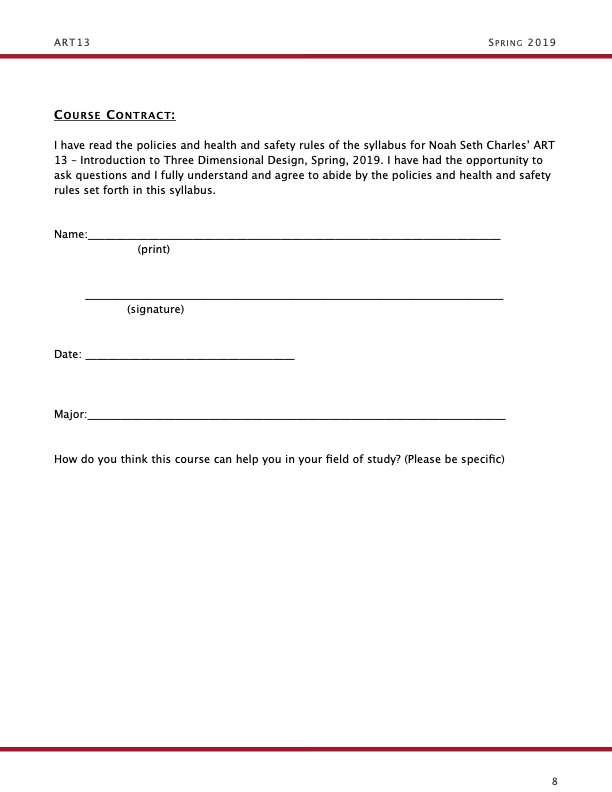 ART13 SPRING 2019
COURSE CONTRACT:
I have read the policies and health and safety rules of the syllabus for Noah Seth Charles’ ART
13 – Introduction to Three Dimensional Design, Spring, 2019. I have had the opportunity to
ask questions and I fully understand and agree to abide by the policies and health and safety
rules set forth in this syllabus.
Name:
(print)
(signature)
Date:
Major:
How do you think this course can help you in your field of study? (Please be specific)
8